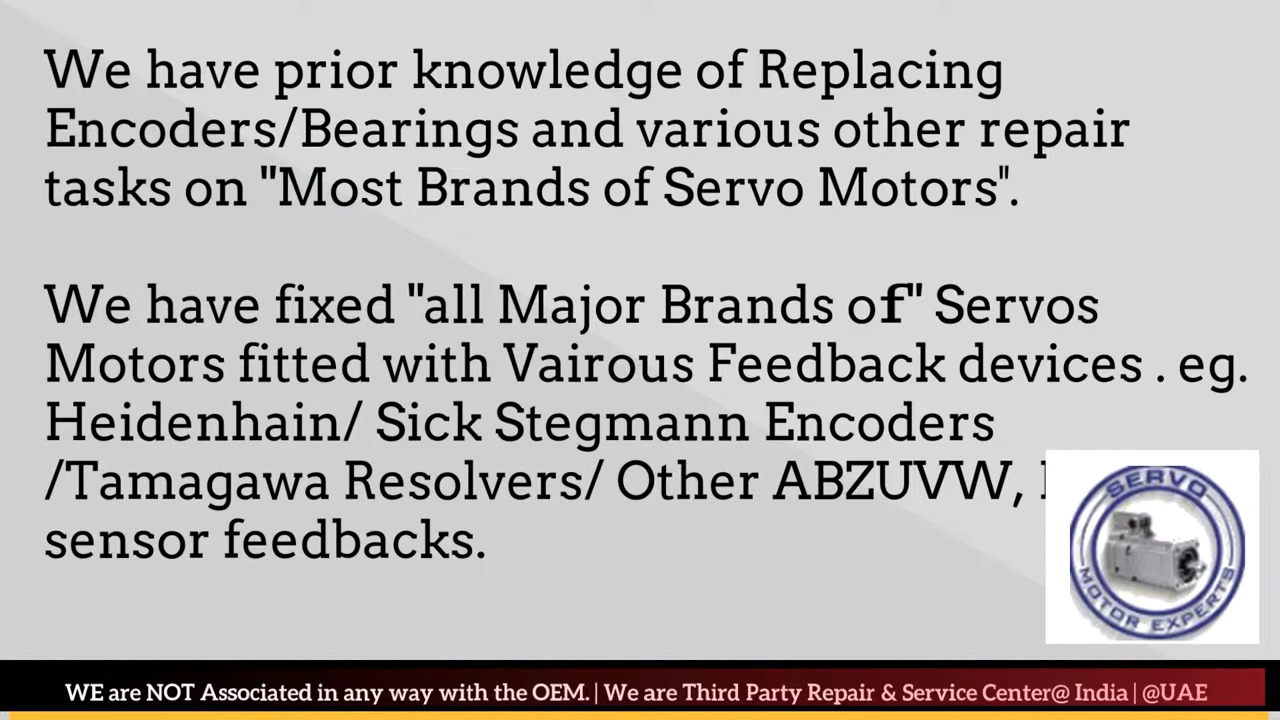 We have prior knowledge of Replacing
Encoders/Bearings and various other repair
tasks on "Most Brands of Servo Motors".
We have fixed "all Major Brands of" Servos
Motors fitted with Vairous Feedback devices . eg.
Heidenhain/ Sick Stegmann Encoders
/Tamagawa Resolvers/ Other ABZUVW,
sensor feedbacks.
SERVO
MOTOR EXPERTS
WE are NOT Associated in any way with the OEM. | We are Third Party Repair & Service Center@ India | @UAE